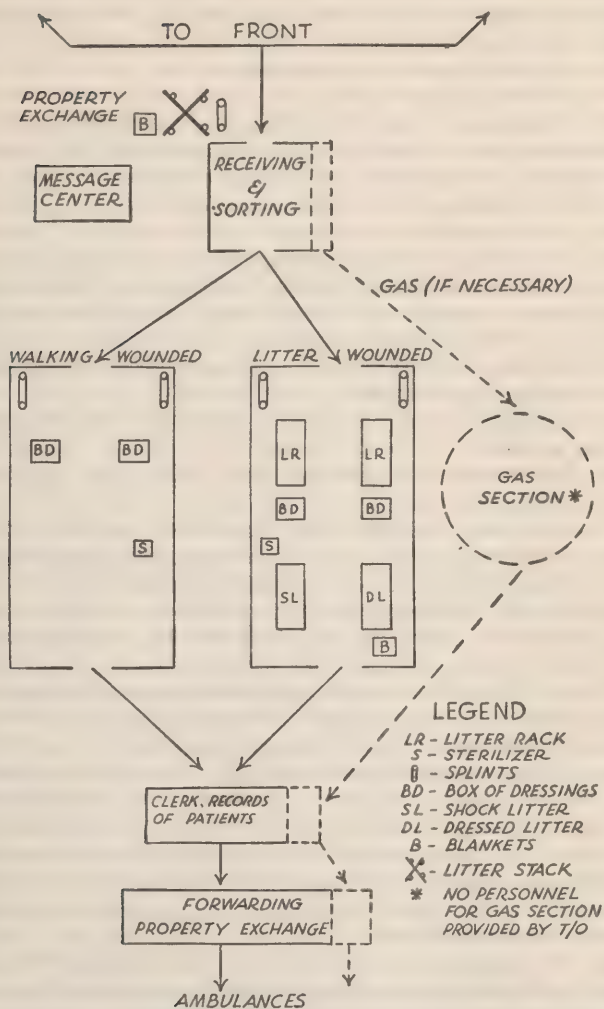 TO FRONT
PROPERTY
EXCHANGE
B
MESSAGE
CENTER
RECEIVING
&
SORTING
GAS (IF NECESSARY)
WALKING WOUNDED
LITTER WOUNDED
BD
BD
S
LR
LR
BD
BD
S
SL
DL
B
GAS
SECTION *
LEGEND
LR - LITTER RACK
S - STERILIZER
- SPLINTS
BD - BOX OF DRESSINGS
SL - SHOCK LITTER
DL - DRESSED LITTER
B - BLANKETS
- LITTER STACK
* NO PERSONNEL
FOR GAS SECTION
PROVIDED BY T/O
CLERK, RECORDS
OF PATIENTS
FORWARDING
PROPERTY EXCHANGE
AMBULANCES